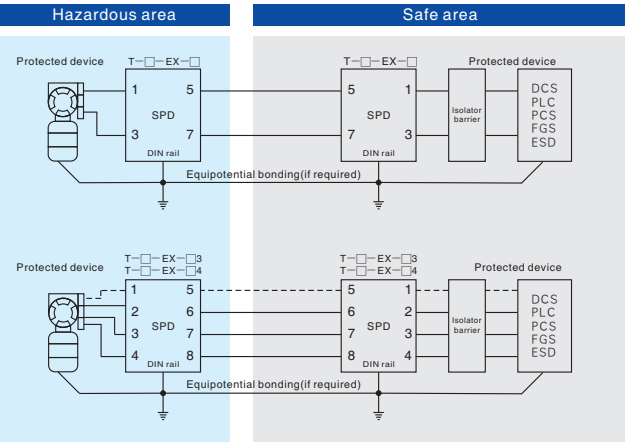 Hazardous area
Safe area
Protected device
T-□-EX-□
T-□-EX-□
Protected device
1 5
SPD
3 7
DIN rail
5 1
SPD
7 3
DIN rail
Isolator
barrier
DCS
PLC
PCS
FGS
ESD
Equipotential bonding(if required)
Protected device
T-□-EX-□3
T-□-EX-□4
T-□-EX-□3
T-□-EX-□4
Protected device
1 5
2 6
SPD
3 7
4 8
DIN rail
5 1
6 2
SPD
7 3
8 4
DIN rail
Isolator
barrier
DCS
PLC
PCS
FGS
ESD
Equipotential bonding(if required)